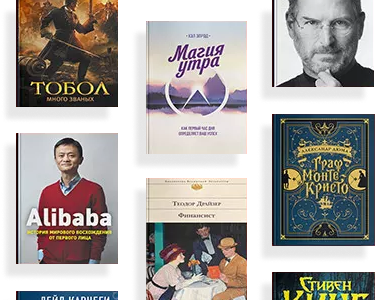 ТОБОЛ
МНОГО ЗВАНЫХ
• КЭЛ ЭЛРОД •
Магия
утра
КАК ПЕРВЫЙ ЧАС ДНЯ
ОПРЕДЕЛЯЕТ ВАШ УСПЕХ
Alibaba
ИСТОРИЯ МИРОВОГО ВОСХОЖДЕНИЯ
ОТ ПЕРВОГО ЛИЦА
ТЕОДОР ДРАЙЗЕР
ФИНАНСИСТ
АЛЕКСАНДР ДЮМА
Граф
Монте-
Кристо
ДЕЙЛ КАРНЕГИ
СТИВЕН
КИНГ